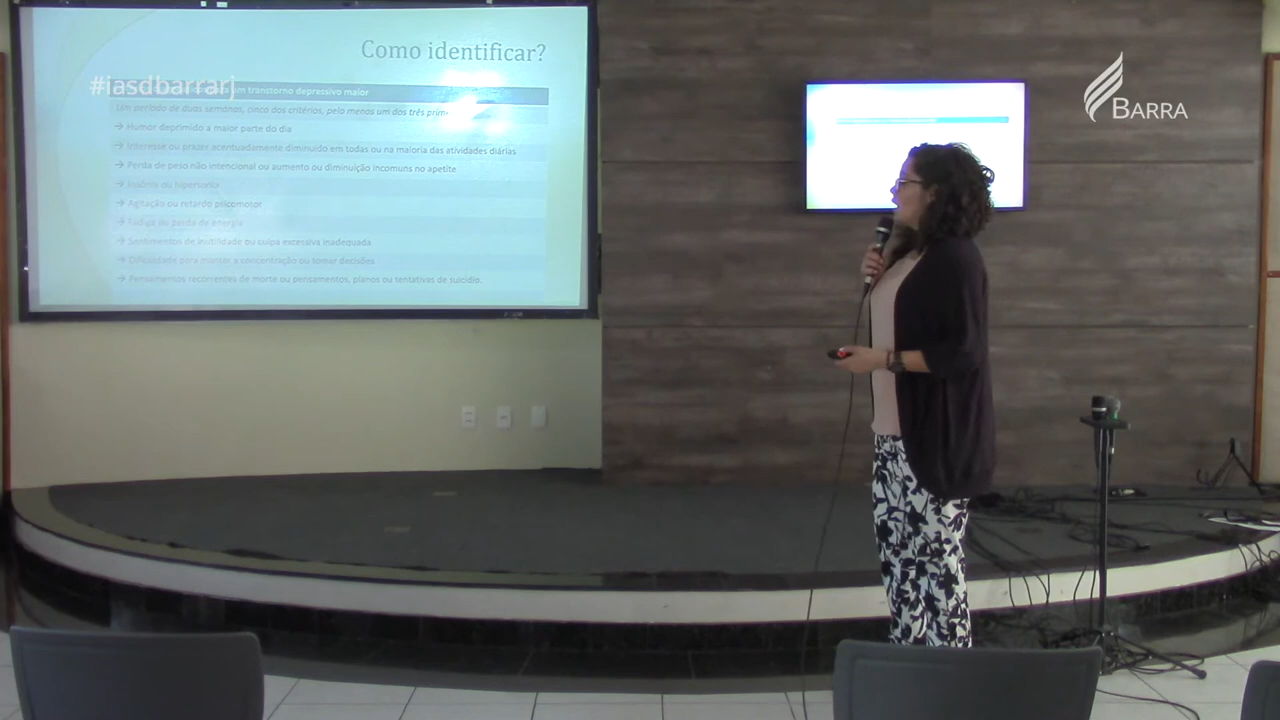 Como identificar?
#iasdbarrarj
um transtorno depressivo maior
Um período de duas semanas, cinco dos critérios, pelo menos um dos três
→ Humor deprimido a maior parte do dia
→ Interesse ou prazer acentuadamente diminuído em todas ou na maioria das atividades diárias
→ Perda de peso não intencional ou aumento ou diminuição incomuns no apetite
→ Insônia ou hipersonia
→ Agitação ou retardo psicomotor
→ Fadiga ou perda de energia
→ Sentimentos de inutilidade ou culpa excessiva inadequada
→ Dificuldade para manter a concentração ou tomar decisões
→ Pensamentos recorrentes de morte ou pensamentos, planos ou tentativas de suicídio.
BARRA